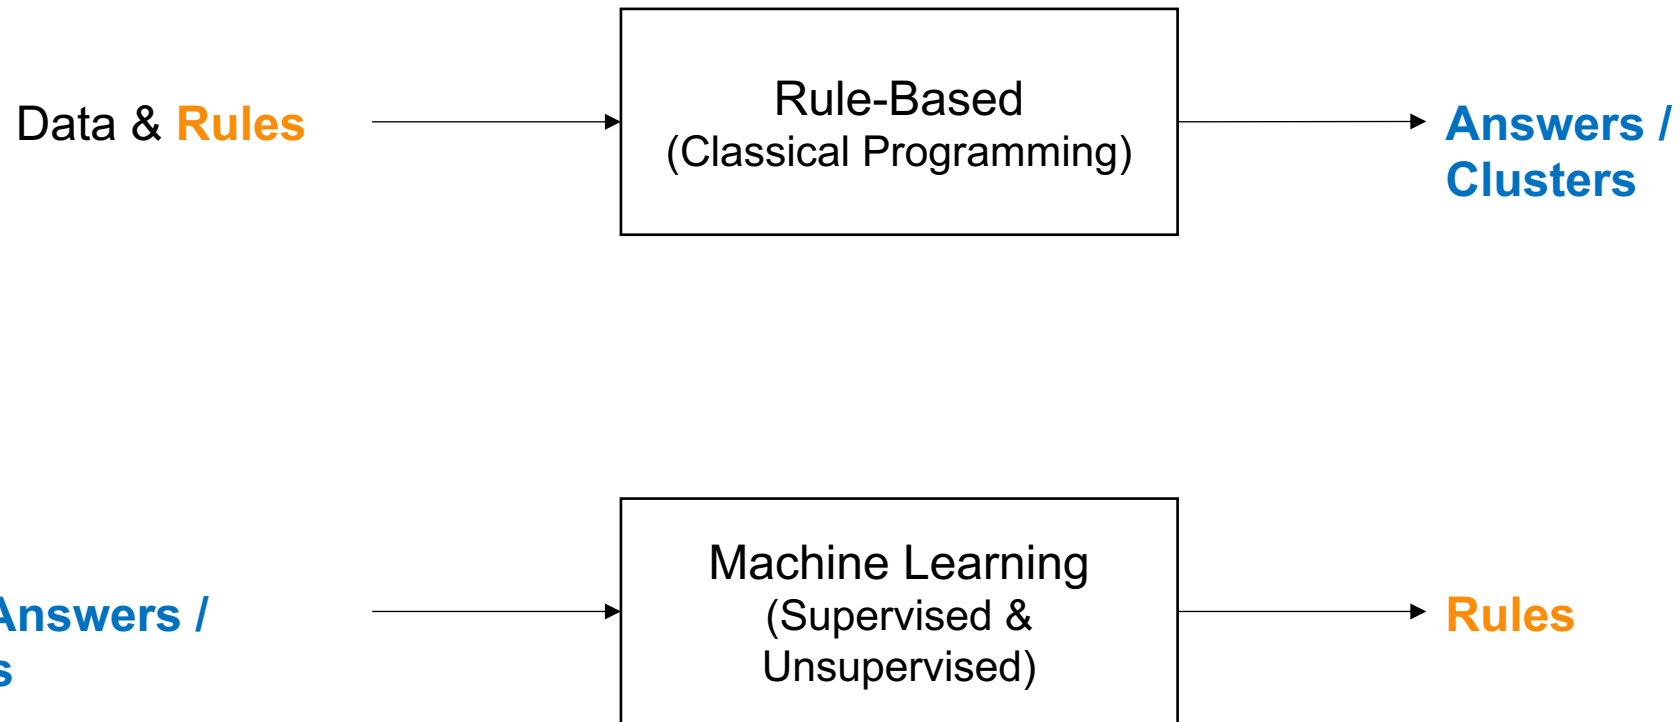 Data & Rules
Rule-Based
(Classical Programming)
Answers /
Clusters
Answers /
Machine Learning
(Supervised &
Unsupervised)
Rules